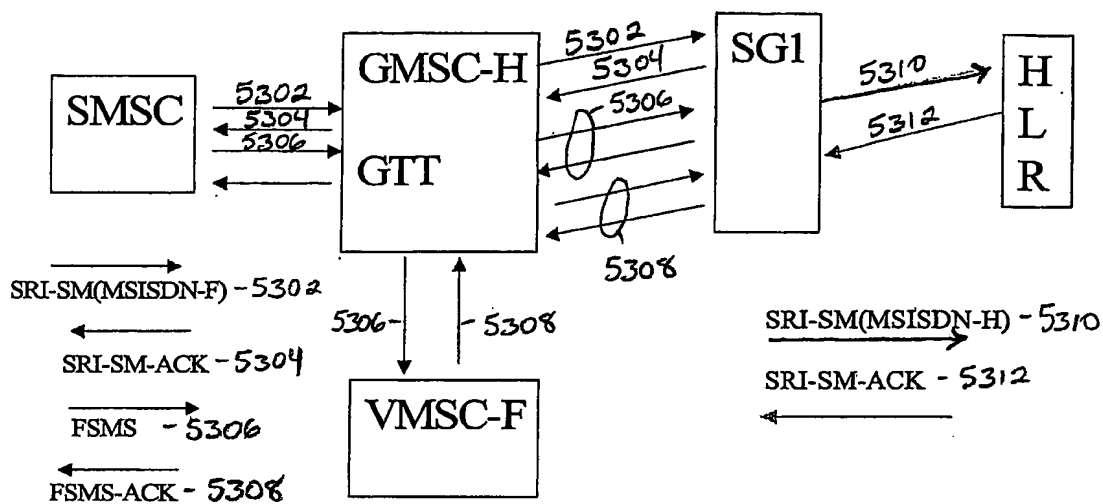 SMSC
5302
5304
5306
GMSC-H
GTT
5302
5304
5306
5308
SG1
5310
5312
H
L
R
5306
5308
VMSC-F
SRI-SM(MSISDN-F) - 5302
SRI-SM-ACK - 5304
FSMS - 5306
FSMS-ACK - 5308
SRI-SM(MSISDN-H) - 5310
SRI-SM-ACK - 5312